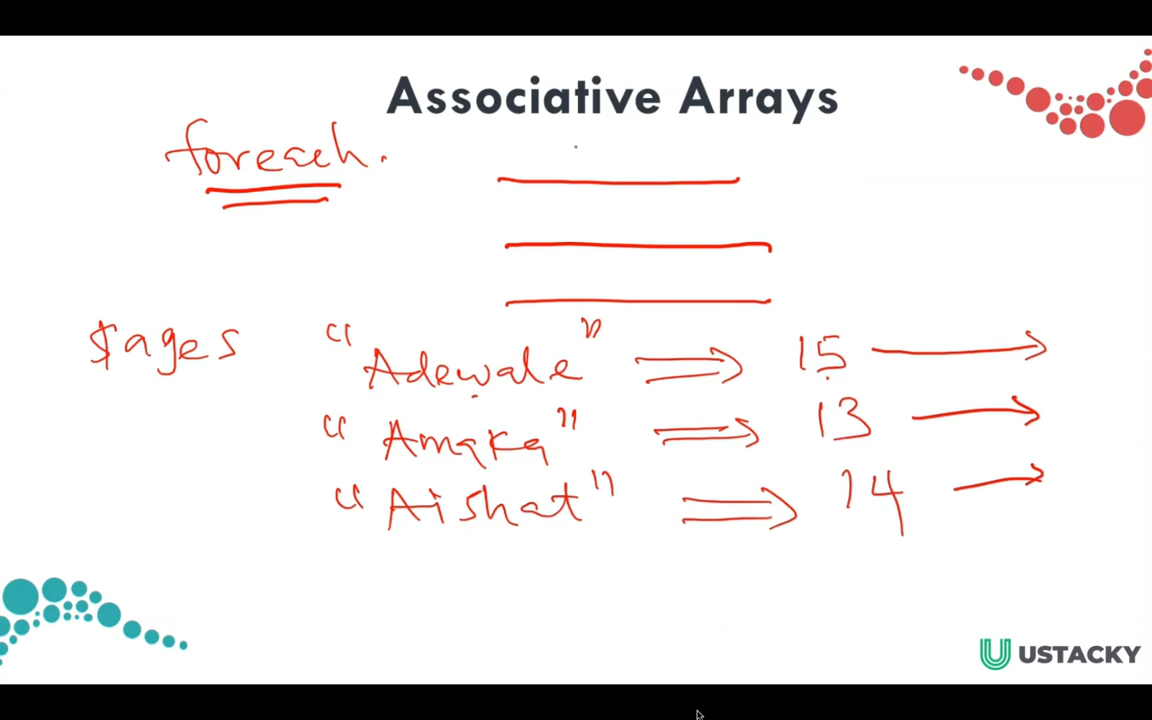 Associative Arrays
foreach.
$ages "Adewale" ⇒ 15 →
"Amaka" ⇒ 13 →
"Aishat" ⇒ 14 →
USTACKY